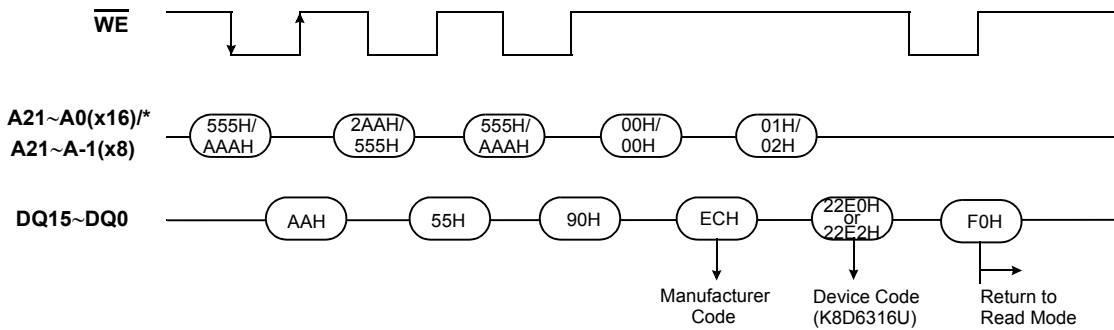 WE
A21~A0(x16)/*
A21~A-1(x8)
555H/
AAAH
2AAH/
555H
555H/
AAAH
00H/
00H
01H/
02H
DQ15~DQ0
AAH
55H
90H
ECH
22E0H
or
22E2H
F0H
Manufacturer
Code
Device Code
(K8D6316U)
Return to
Read Mode